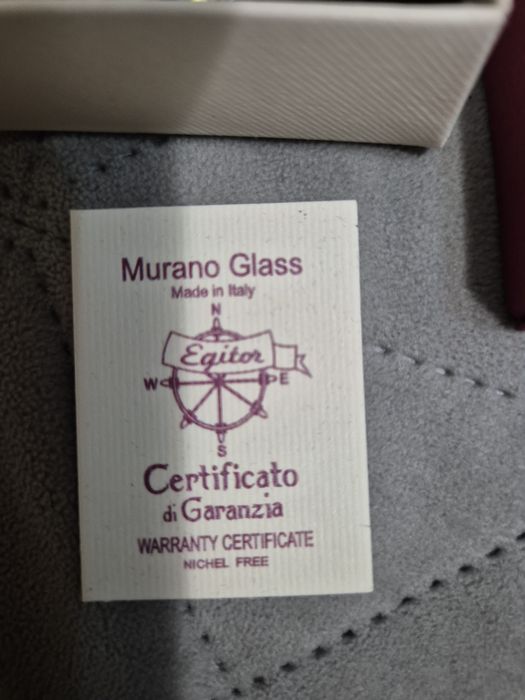 Murano Glass
Made in Italy
N
Egitor
W E
S
Certificato
di Garanzia
WARRANTY CERTIFICATE
NICHEL FREE